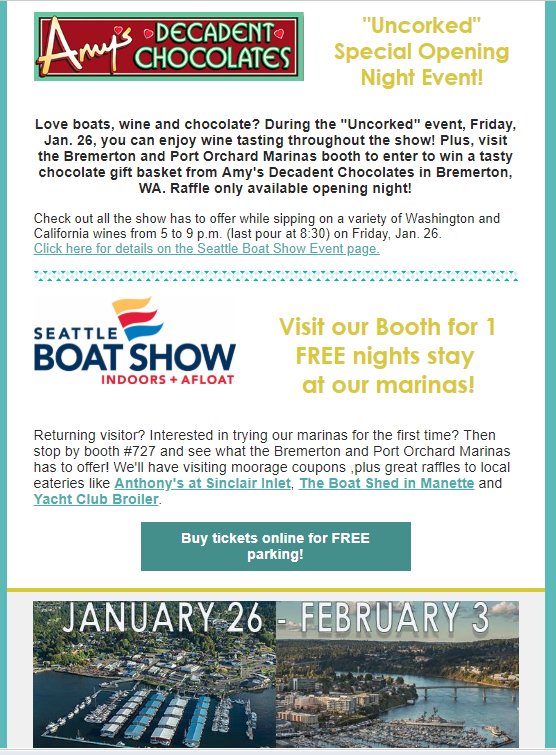 Amy's DECADENT
CHOCOLATES
"Uncorked"
Special Opening
Night Event!
Love boats, wine and chocolate? During the "Uncorked" event, Friday,
Jan. 26, you can enjoy wine tasting throughout the show! Plus, visit
the Bremerton and Port Orchard Marinas booth to enter to win a tasty
chocolate gift basket from Amy's Decadent Chocolates in Bremerton,
WA. Raffle only available opening night!
Check out all the show has to offer while sipping on a variety of Washington and
California wines from 5 to 9 p.m. (last pour at 8:30) on Friday, Jan. 26.
Click here for details on the Seattle Boat Show Event page.
SEATTLE
BOAT SHOW
INDOORS + AFLOAT
Visit our Booth for 1
FREE nights stay
at our marinas!
Returning visitor? Interested in trying our marinas for the first time? Then
stop by booth #727 and see what the Bremerton and Port Orchard Marinas
has to offer! We'll have visiting moorage coupons ,plus great raffles to local
eateries like Anthony's at Sinclair Inlet, The Boat Shed in Manette and
Yacht Club Broiler.
Buy tickets online for FREE
parking!
JANUARY 26 - FEBRUARY 3